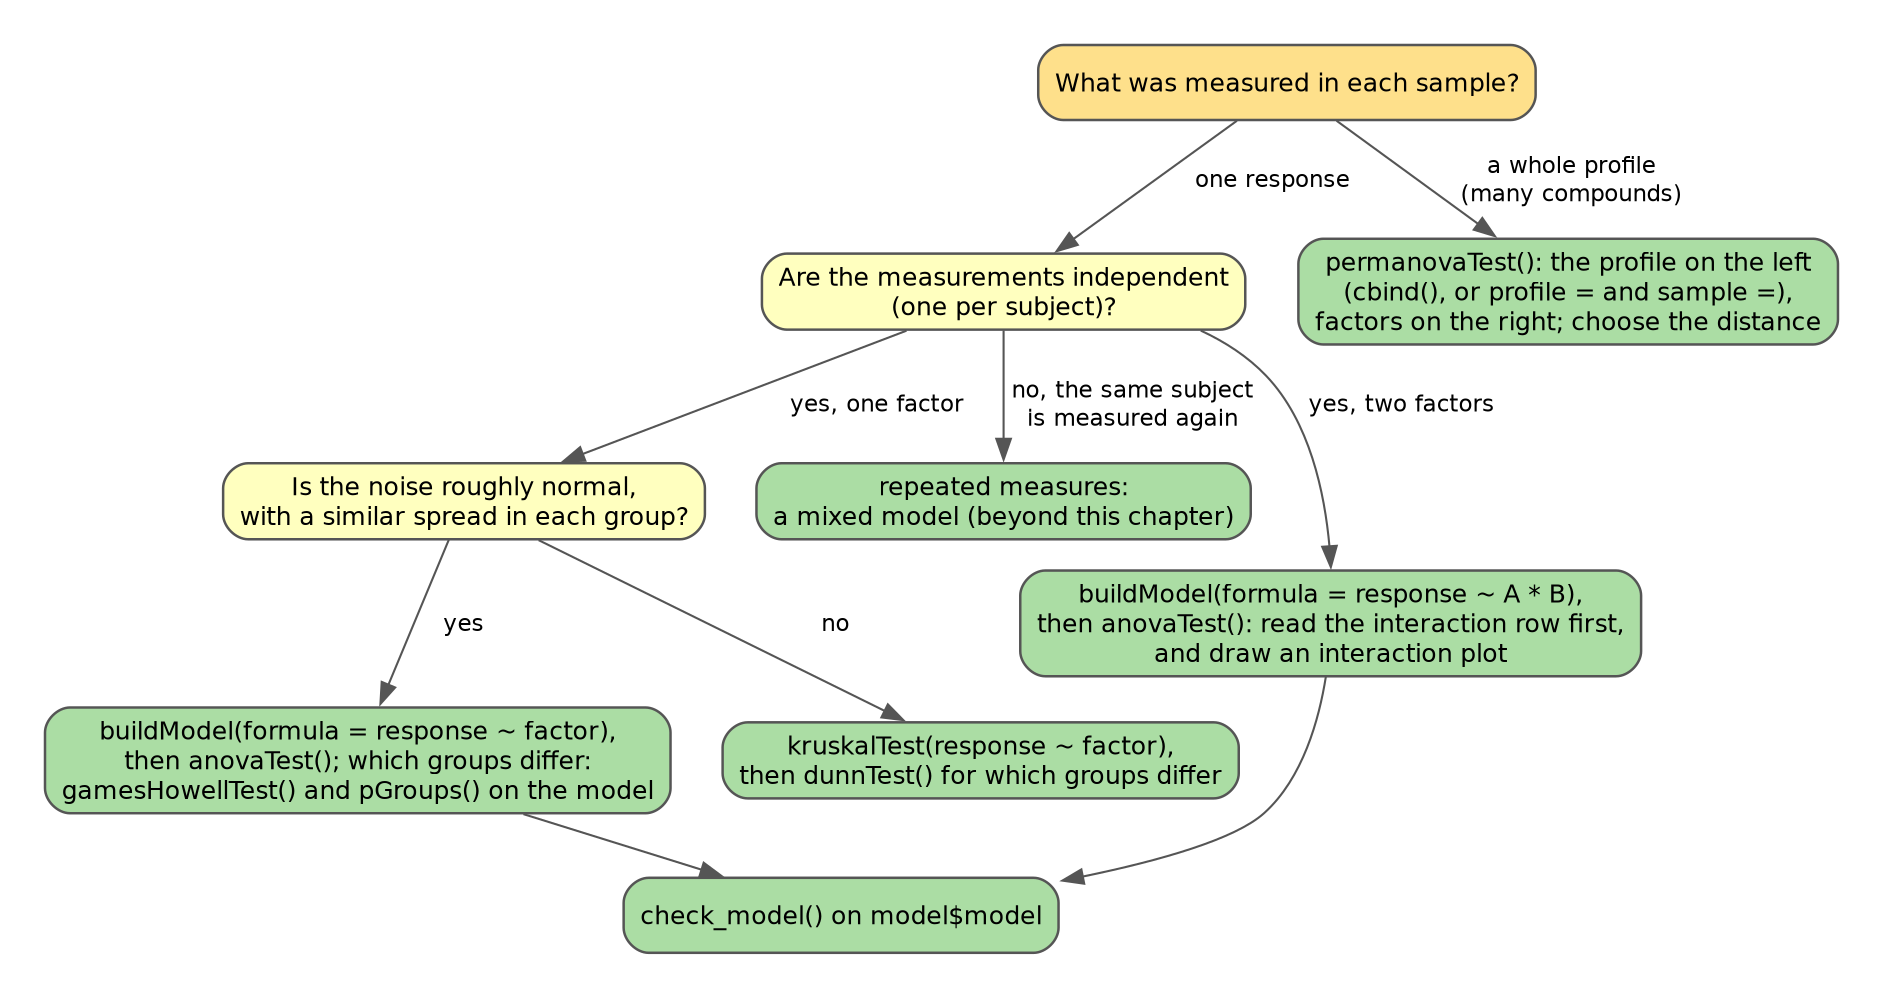 What was measured in each sample?
one response
a whole profile
(many compounds)
Are the measurements independent
(one per subject)?
permanovaTest(): the profile on the left
(cbind(), or profile = and sample =),
factors on the right; choose the distance
yes, one factor
no, the same subject
is measured again
yes, two factors
Is the noise roughly normal,
with a similar spread in each group?
repeated measures:
a mixed model (beyond this chapter)
buildModel(formula = response ~ A * B),
then anovaTest(): read the interaction row first,
and draw an interaction plot
yes
no
buildModel(formula = response ~ factor),
then anovaTest(); which groups differ:
gamesHowellTest() and pGroups() on the model
kruskalTest(response ~ factor),
then dunnTest() for which groups differ
check_model() on model$model